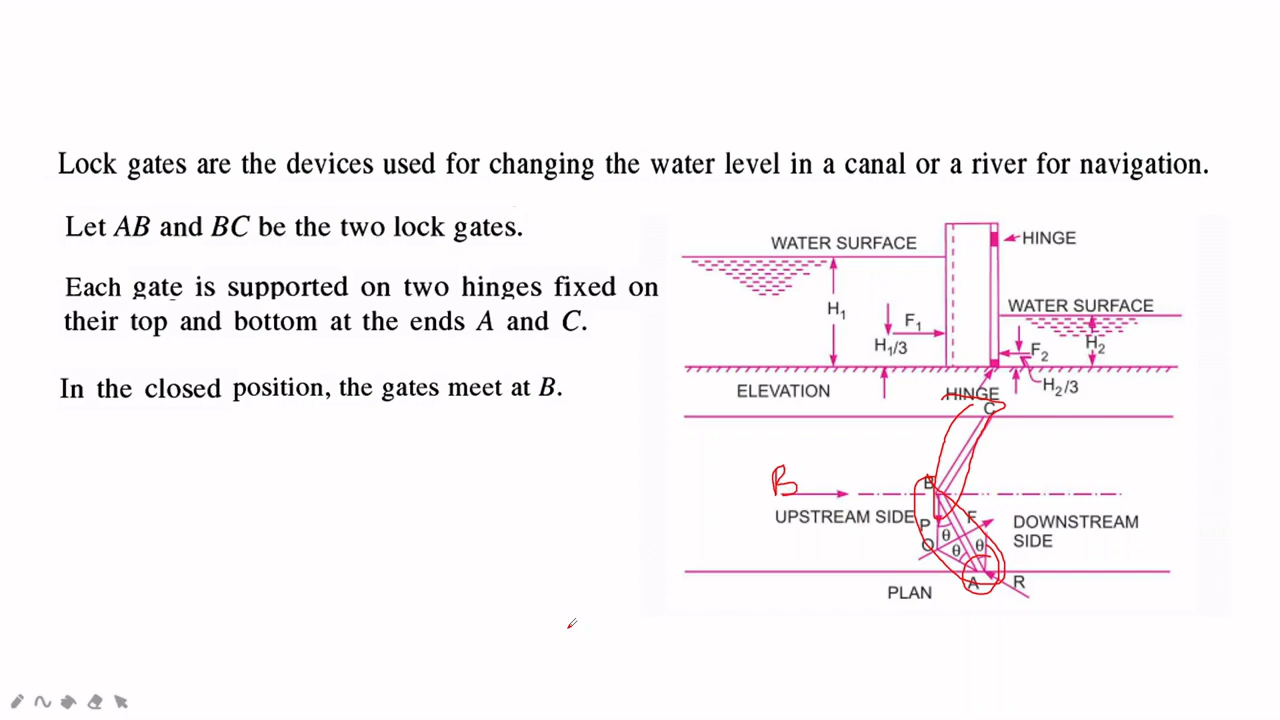 Lock gates are the devices used for changing the water level in a canal or a river for navigation.
Let AB and BC be the two lock gates.
Each gate is supported on two hinges fixed on
their top and bottom at the ends A and C.
In the closed position, the gates meet at B.
WATER SURFACE
HINGE
H₁
F₁
H₁/3
WATER SURFACE
F₂
H₂
H₂/3
ELEVATION
HINGE
C
B
B
UPSTREAM SIDE
P
F
DOWNSTREAM
SIDE
θ
O
θ
θ
A
R
PLAN